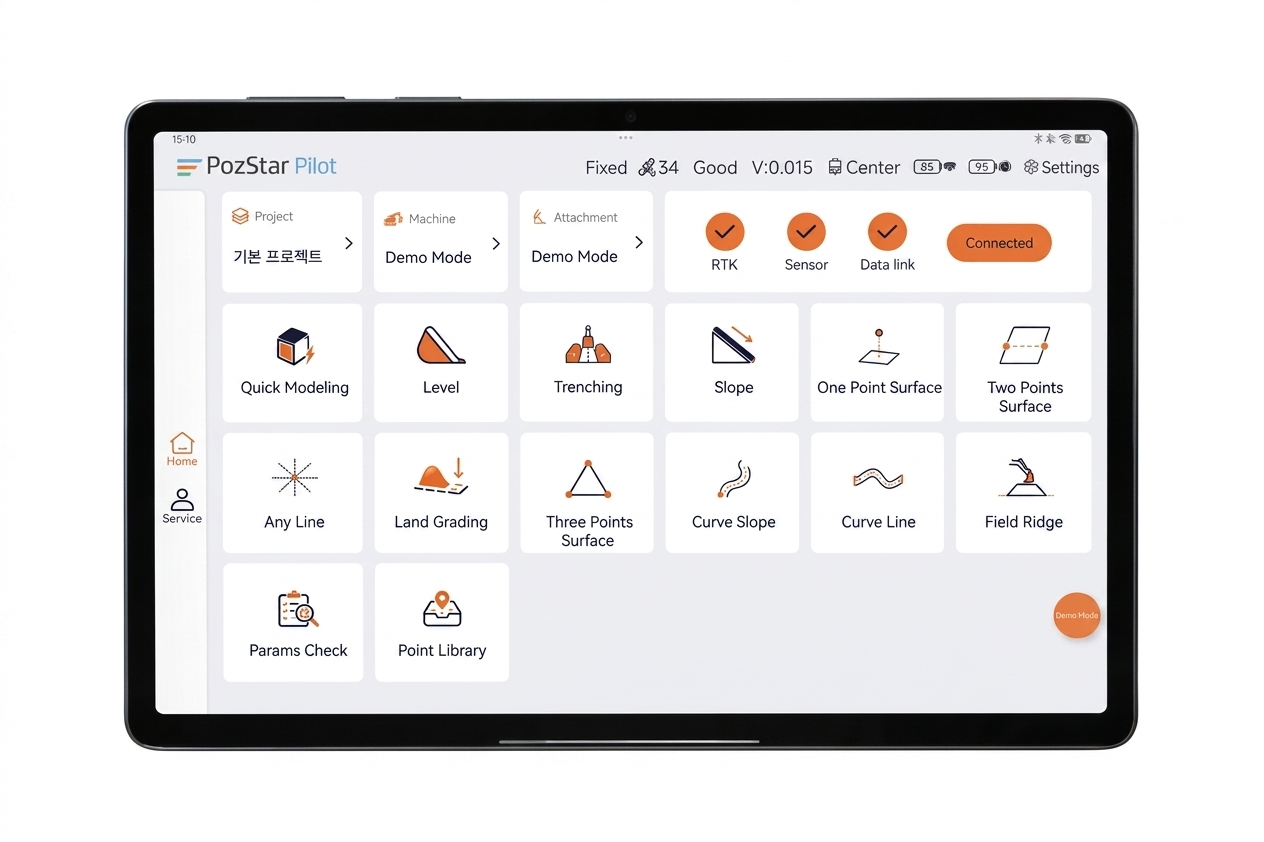 15-10
PozStar Pilot
Fixed 34 Good V:0.015 Center 85 95 Settings
Project
기본 프로젝트
Machine
Demo Mode
Attachment
Demo Mode
RTK
Sensor
Data link
Connected
Quick Modeling
Level
Trenching
Slope
One Point Surface
Two Points
Surface
Home
Service
Any Line
Land Grading
Three Points
Surface
Curve Slope
Curve Line
Field Ridge
Params Check
Point Library
Demo Mode